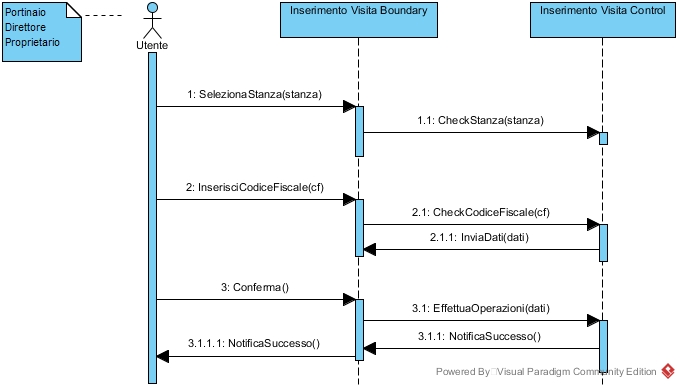 Portinaio
Direttore
Proprietario
Utente
Inserimento Visita Boundary
Inserimento Visita Control
1: SelezionaStanza(stanza)
1.1: CheckStanza(stanza)
2: InserisciCodiceFiscale(cf)
2.1: CheckCodiceFiscale(cf)
2.1.1: InviaDati(dati)
3: Conferma()
3.1: EffettuaOperazioni(dati)
3.1.1: NotificaSuccesso()
3.1.1.1: NotificaSuccesso()
Powered By Visual Paradigm Community Edition